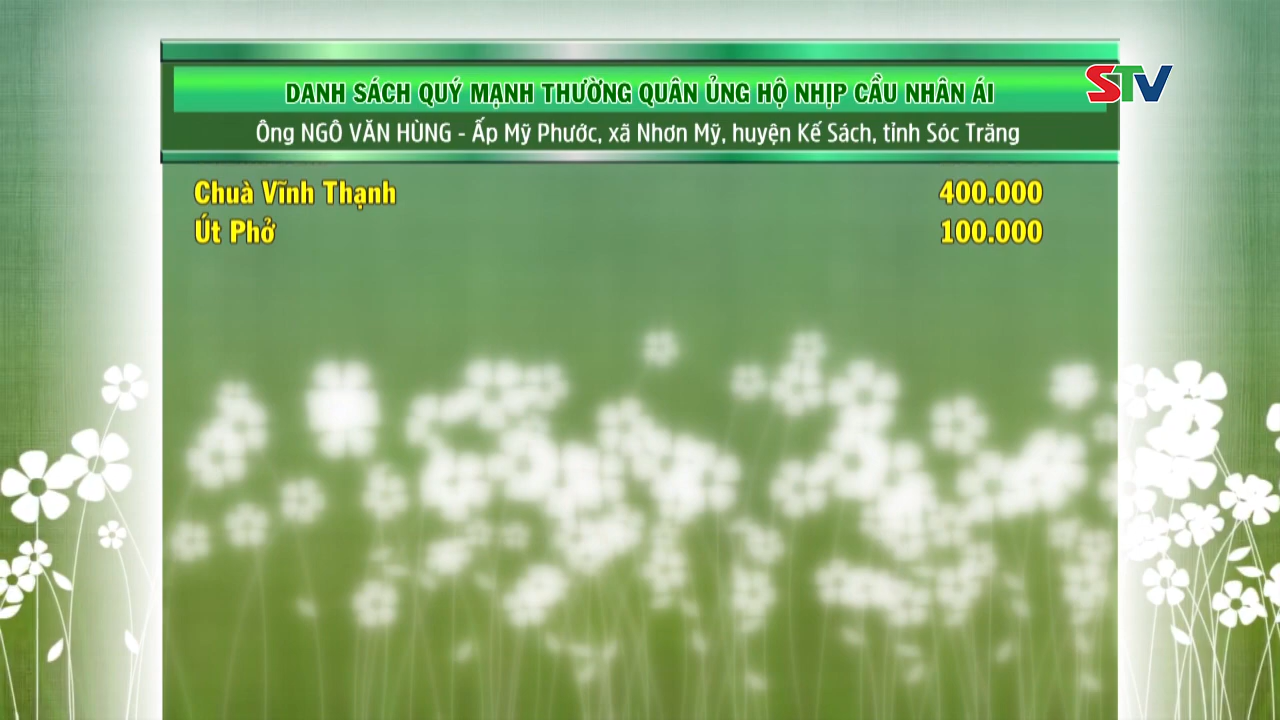 STV
DANH SÁCH QUÝ MẠNH THƯỜNG QUÂN ỦNG HỘ NHỊP CẦU NHÂN ÁI
Ông NGÔ VĂN HÙNG - Ấp Mỹ Phước, xã Nhơn Mỹ, huyện Kế Sách, tỉnh Sóc Trăng
Chuà Vĩnh Thạnh 400.000
Út Phở 100.000